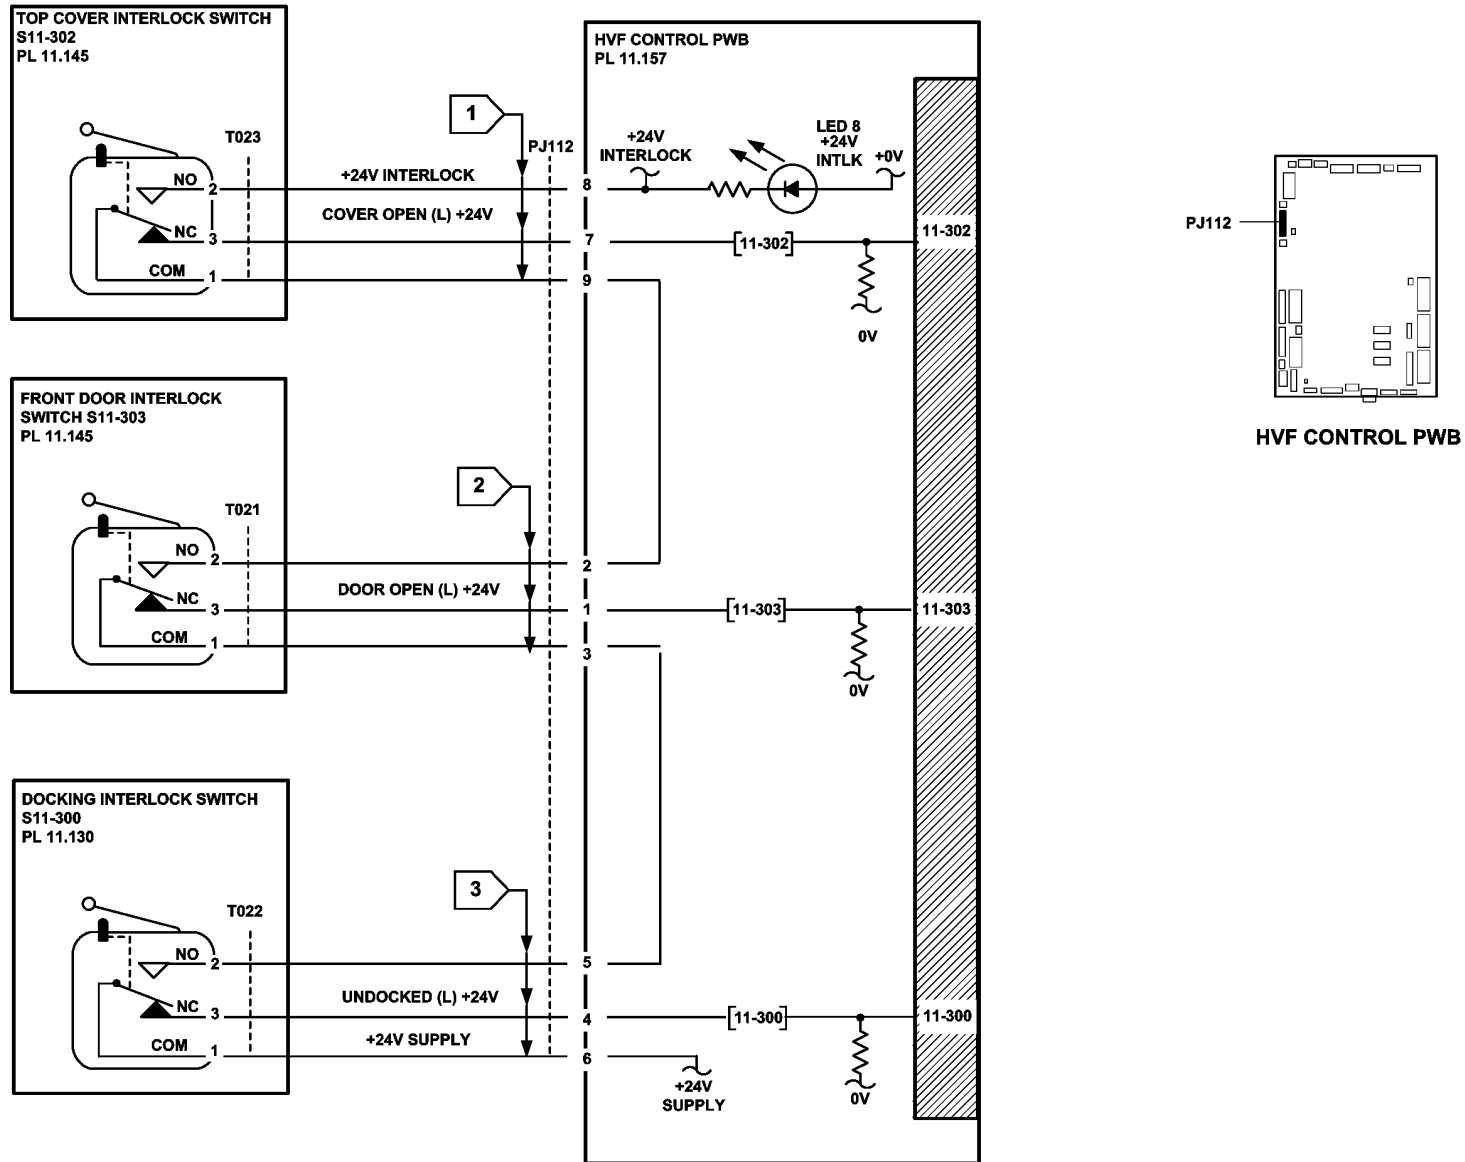 TOP COVER INTERLOCK SWITCH
S11-302
PL 11.145
T023
NO
2
NC
3
COM
1
+24V INTERLOCK
COVER OPEN (L) +24V
1
PJ112
HVF CONTROL PWB
PL 11.157
8
7
9
+24V
INTERLOCK
LED 8
+24V
INTLK
+0V
[11-302]
11-302
0V
PJ112
HVF CONTROL PWB
FRONT DOOR INTERLOCK
SWITCH S11-303
PL 11.145
T021
NO
2
NC
3
COM
1
DOOR OPEN (L) +24V
2
2
1
3
[11-303]
11-303
0V
DOCKING INTERLOCK SWITCH
S11-300
PL 11.130
T022
NO
2
NC
3
COM
1
UNDOCKED (L) +24V
+24V SUPPLY
3
5
4
6
[11-300]
11-300
0V
+24V
SUPPLY